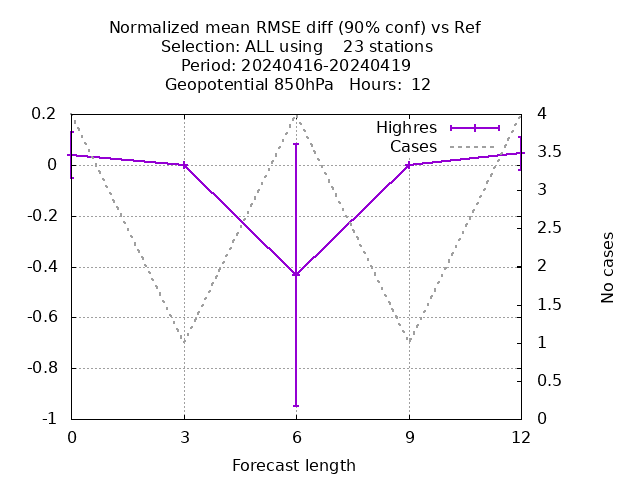 Normalized mean RMSE diff (90% conf) vs Ref
Selection: ALL using    23 stations
Period: 20240416-20240419
Geopotential 850hPa   Hours:  12
Highres
Cases
0.2
0
-0.2
-0.4
-0.6
-0.8
-1
4
3.5
3
2.5
2
1.5
1
0.5
0
No cases
0 3 6 9 12
Forecast length